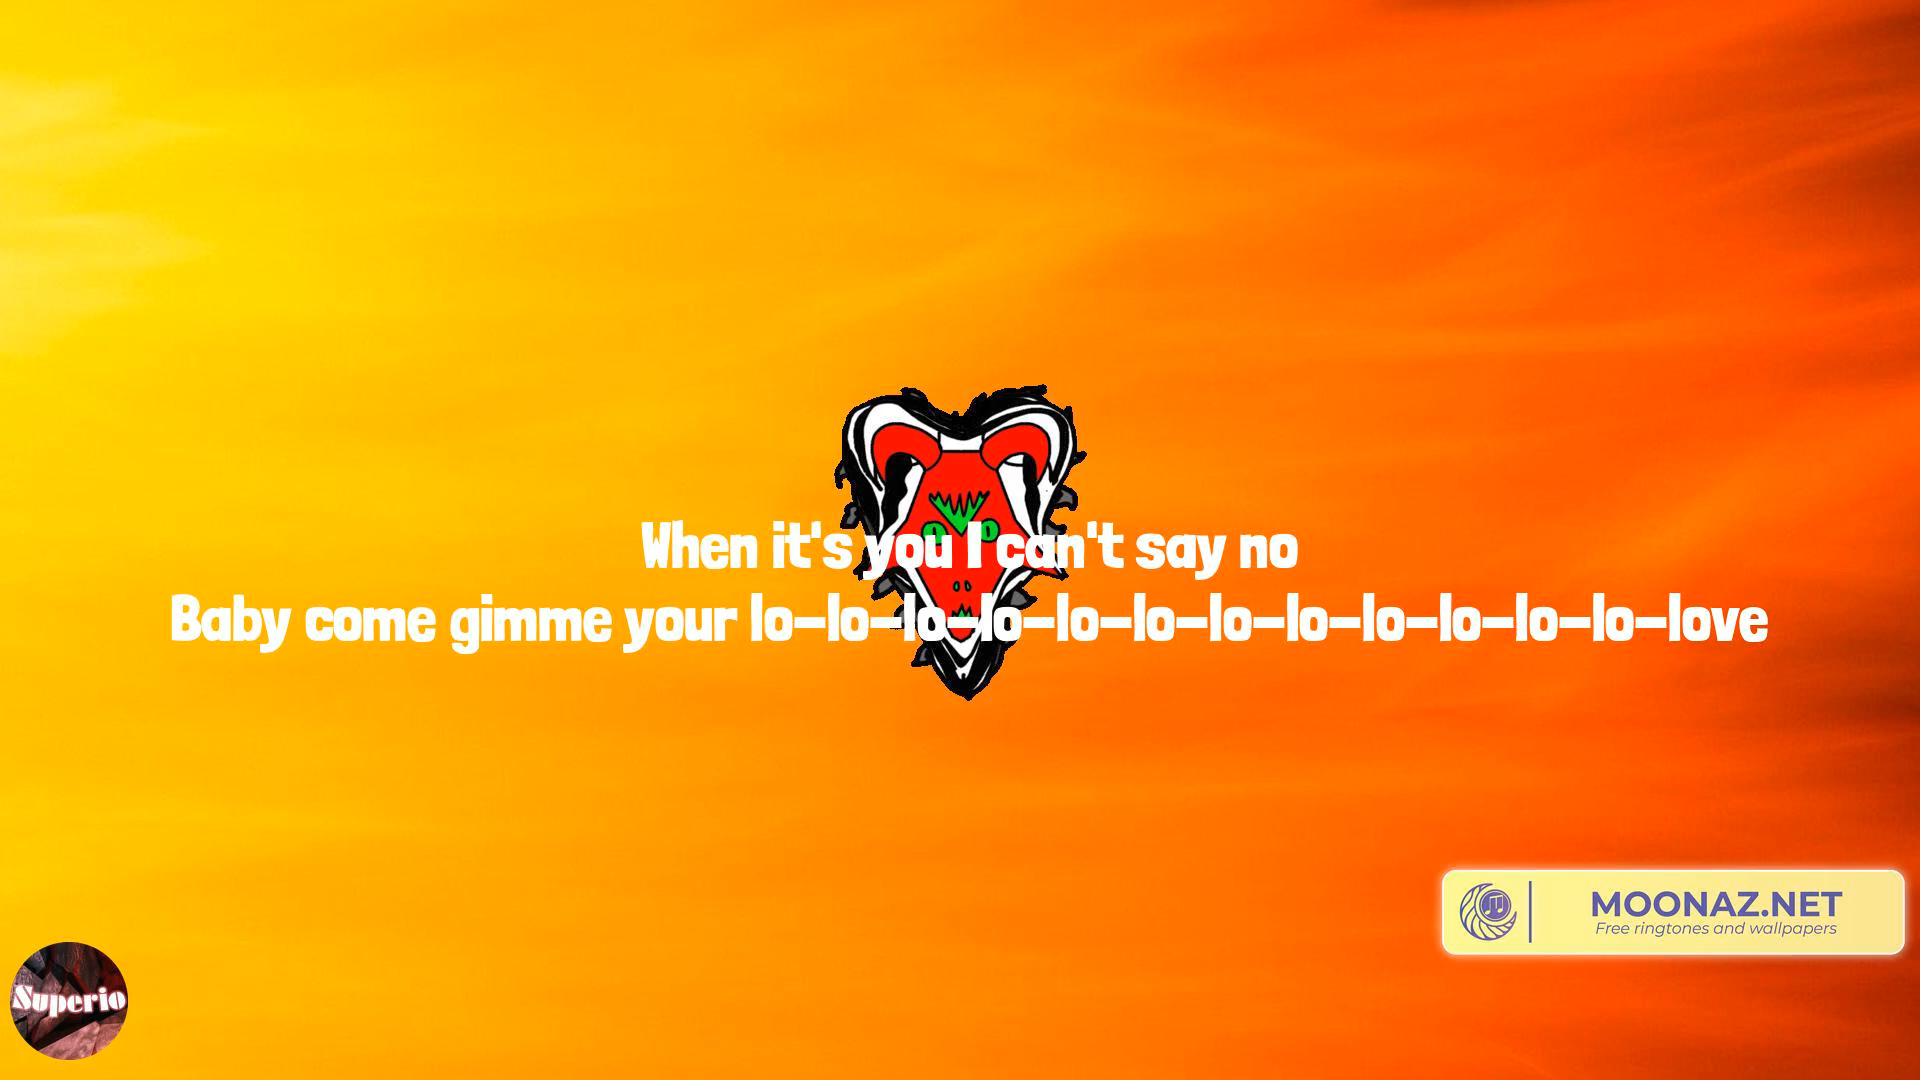 When it's you I can't say no
Baby come gimme your lo-lo-lo-lo-lo-lo-lo-lo-lo-lo-lo-lo-love
MOONAZ.NET
Free ringtones and wallpapers
Superio